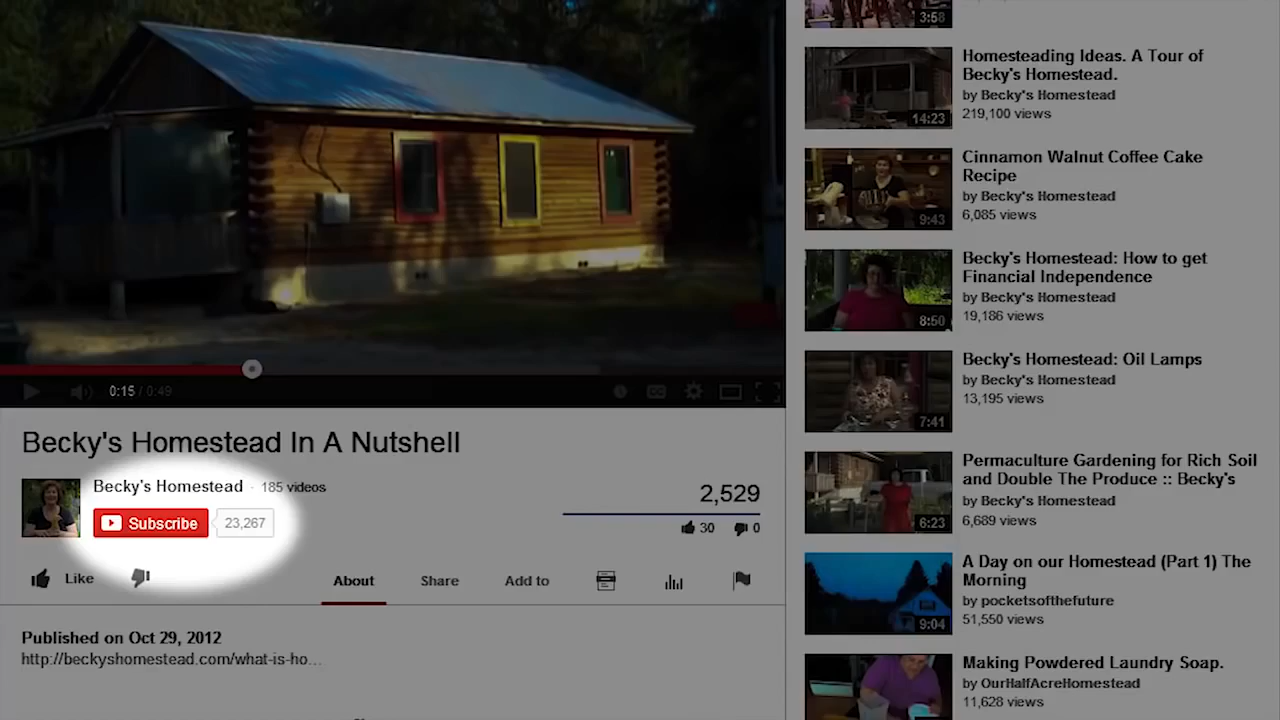 0:15 / 0:49
Becky's Homestead In A Nutshell
Becky's Homestead · 185 videos
Subscribe
23,267
2,529
30
0
Like
About
Share
Add to
Published on Oct 29, 2012
http://beckyshomestead.com/what-is-ho...
3:58
14:23
Homesteading Ideas. A Tour of
Becky's Homestead.
by Becky's Homestead
219,100 views
9:43
Cinnamon Walnut Coffee Cake
Recipe
by Becky's Homestead
6,085 views
8:50
Becky's Homestead: How to get
Financial Independence
by Becky's Homestead
19,186 views
7:41
Becky's Homestead: Oil Lamps
by Becky's Homestead
13,195 views
6:23
Permaculture Gardening for Rich Soil
and Double The Produce :: Becky's
by Becky's Homestead
6,689 views
9:04
A Day on our Homestead (Part 1) The
Morning
by pocketsofthefuture
51,550 views
Making Powdered Laundry Soap.
by OurHalfAcreHomestead
11,628 views